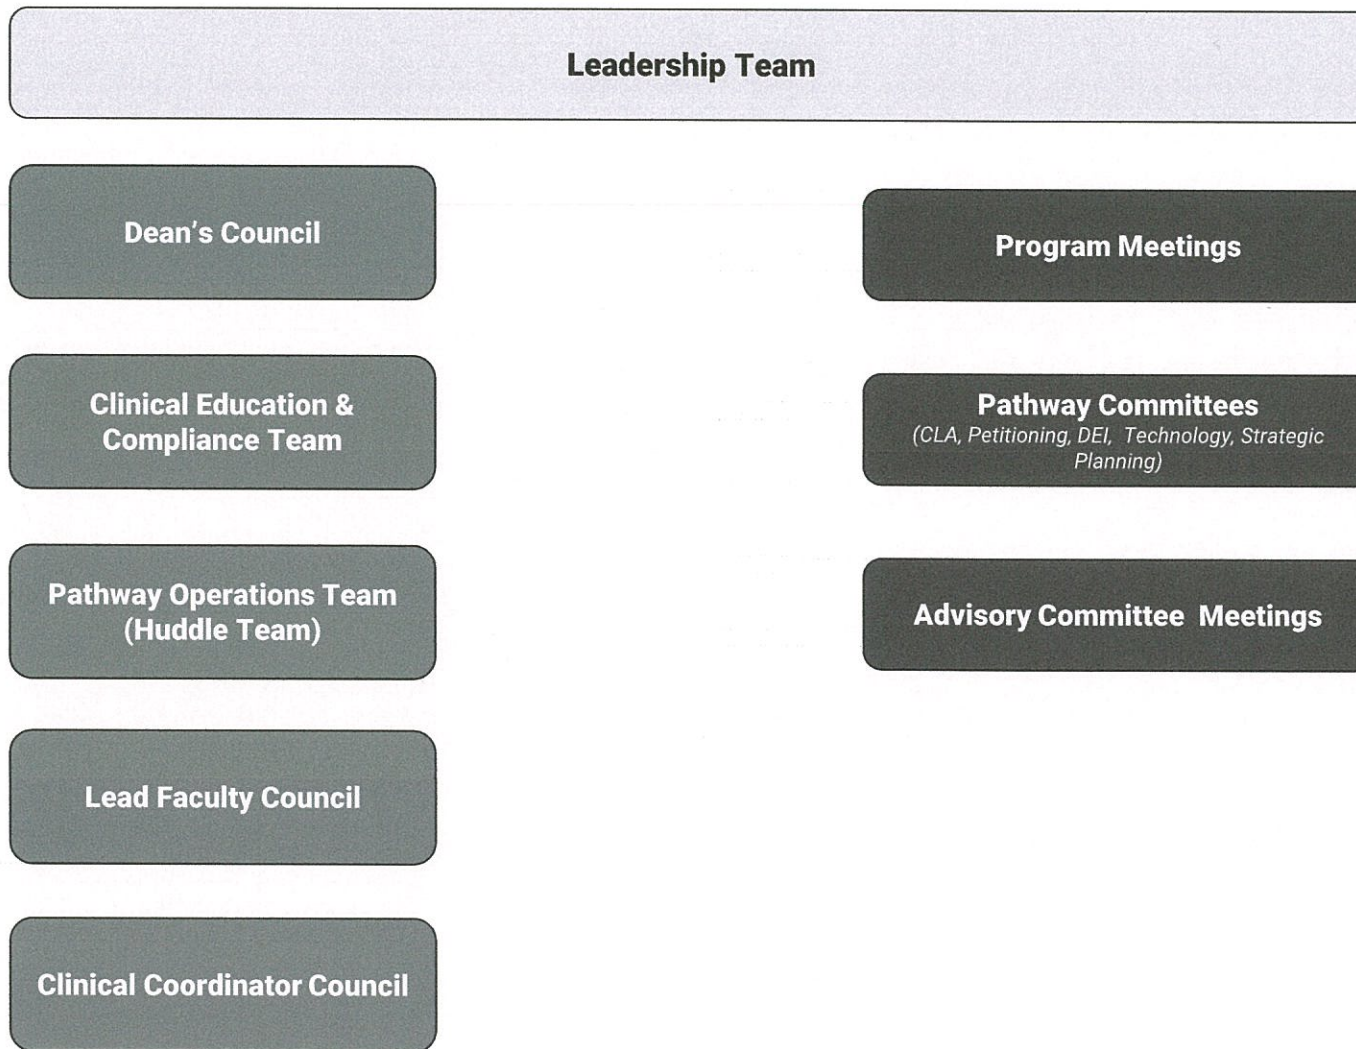 Leadership Team
Dean's Council
Clinical Education &
Compliance Team
Pathway Operations Team
(Huddle Team)
Lead Faculty Council
Clinical Coordinator Council
Program Meetings
Pathway Committees
(CLA, Petitioning, DEI, Technology, Strategic
Planning)
Advisory Committee Meetings